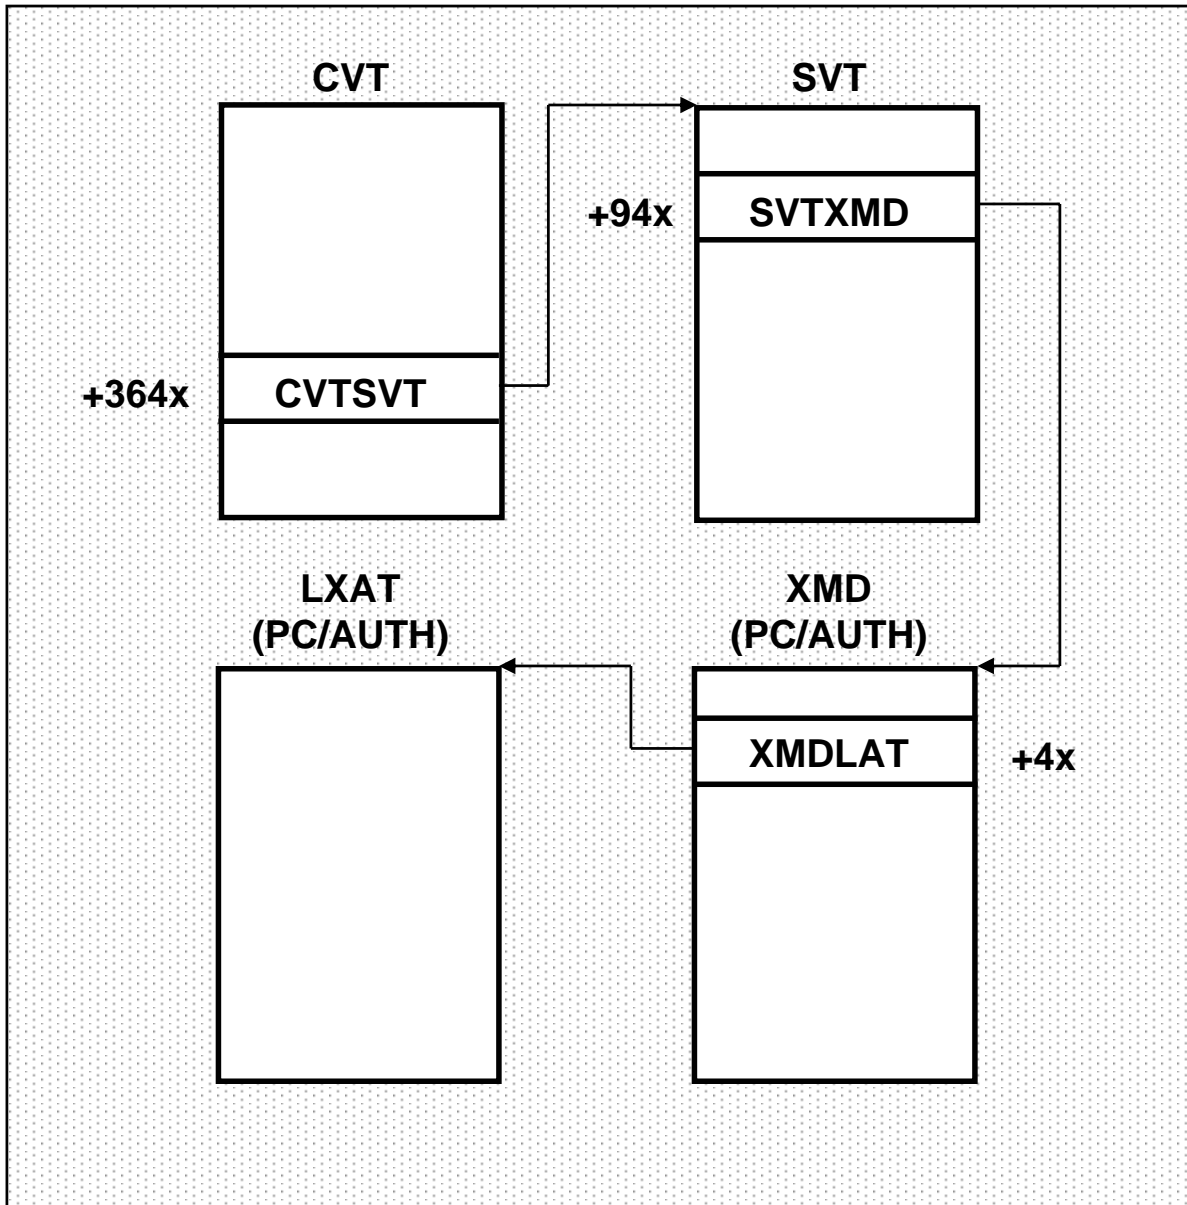 CVT
SVT
+94x
SVTXMD
+364x
CVTSVT
LXAT
(PC/AUTH)
XMD
(PC/AUTH)
XMDLAT
+4x